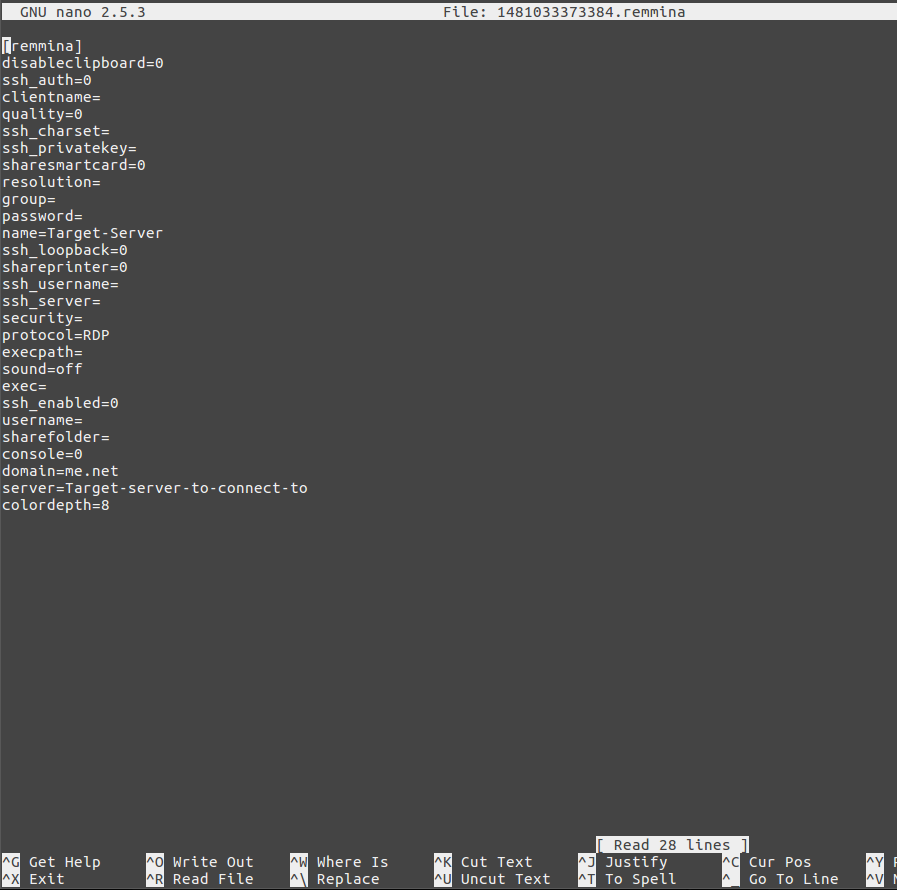 GNU nano 2.5.3 File: 1481033373384.remmina
[remmina]
disableclipboard=0
ssh_auth=0
clientname=
quality=0
ssh_charset=
ssh_privatekey=
sharesmartcard=0
resolution=
group=
password=
name=Target-Server
ssh_loopback=0
shareprinter=0
ssh_username=
ssh_server=
security=
protocol=RDP
execpath=
sound=off
exec=
ssh_enabled=0
username=
sharefolder=
console=0
domain=me.net
server=Target-server-to-connect-to
colordepth=8
[ Read 28 lines ]
^G Get Help ^O Write Out ^W Where Is ^K Cut Text ^J Justify ^C Cur Pos ^Y
^X Exit ^R Read File ^\ Replace ^U Uncut Text ^T To Spell ^_ Go To Line ^V